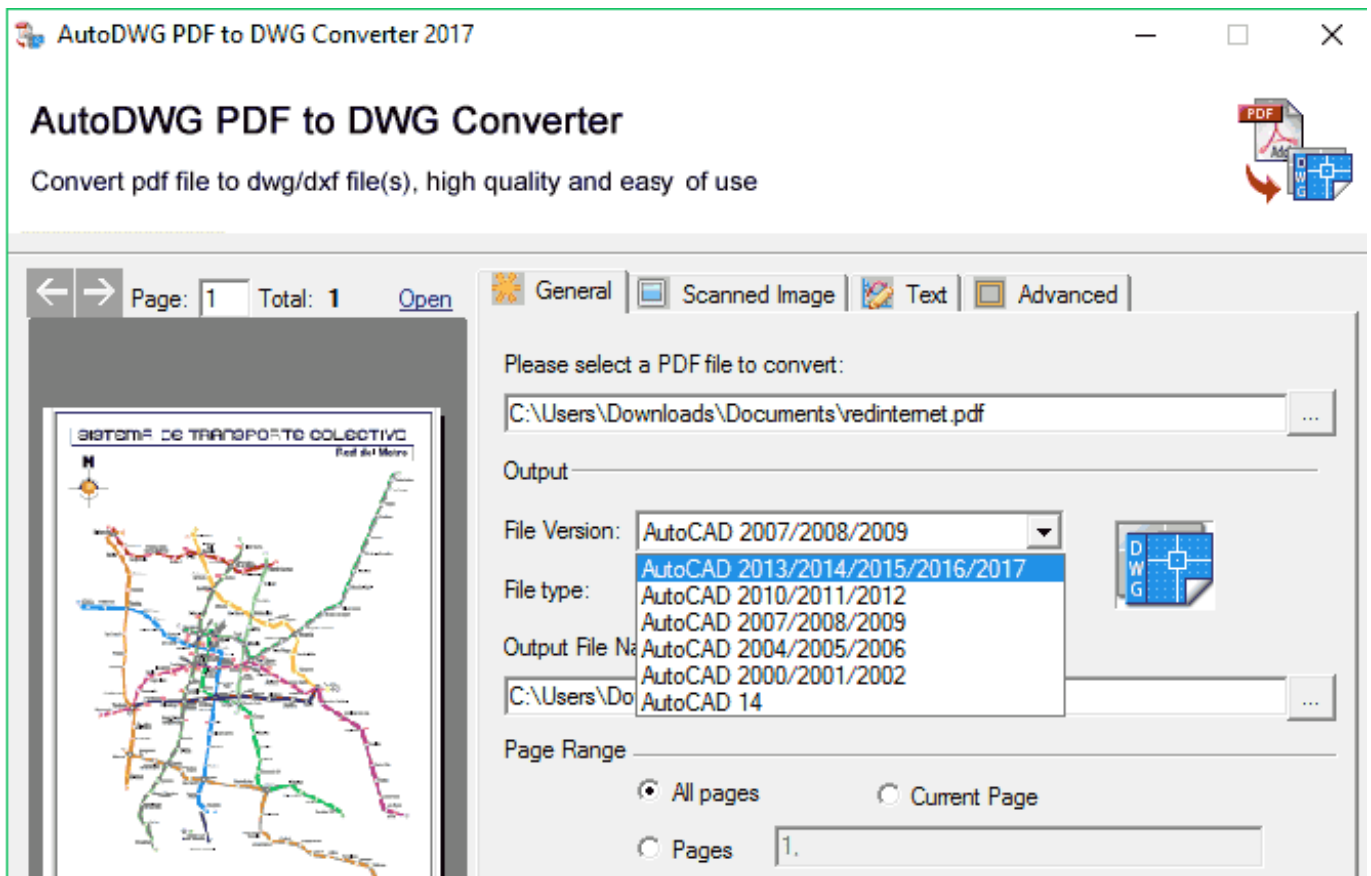 AutoDWG PDF to DWG Converter 2017
AutoDWG PDF to DWG Converter
Convert pdf file to dwg/dxf file(s), high quality and easy of use
PDF
DWG
Page: 1 Total: 1 Open
General Scanned Image Text Advanced
Please select a PDF file to convert:
C:\Users\Downloads\Documents\redinternet.pdf ...
SISTEMA DE TRANSPORTE COLECTIVO
Red del Metro
N
Output
File Version: AutoCAD 2007/2008/2009
DWG
AutoCAD 2013/2014/2015/2016/2017
File type: AutoCAD 2010/2011/2012
AutoCAD 2007/2008/2009
Output File Na AutoCAD 2004/2005/2006
AutoCAD 2000/2001/2002
C:\Users\Do AutoCAD 14 ...
Page Range
All pages Current Page
Pages 1,